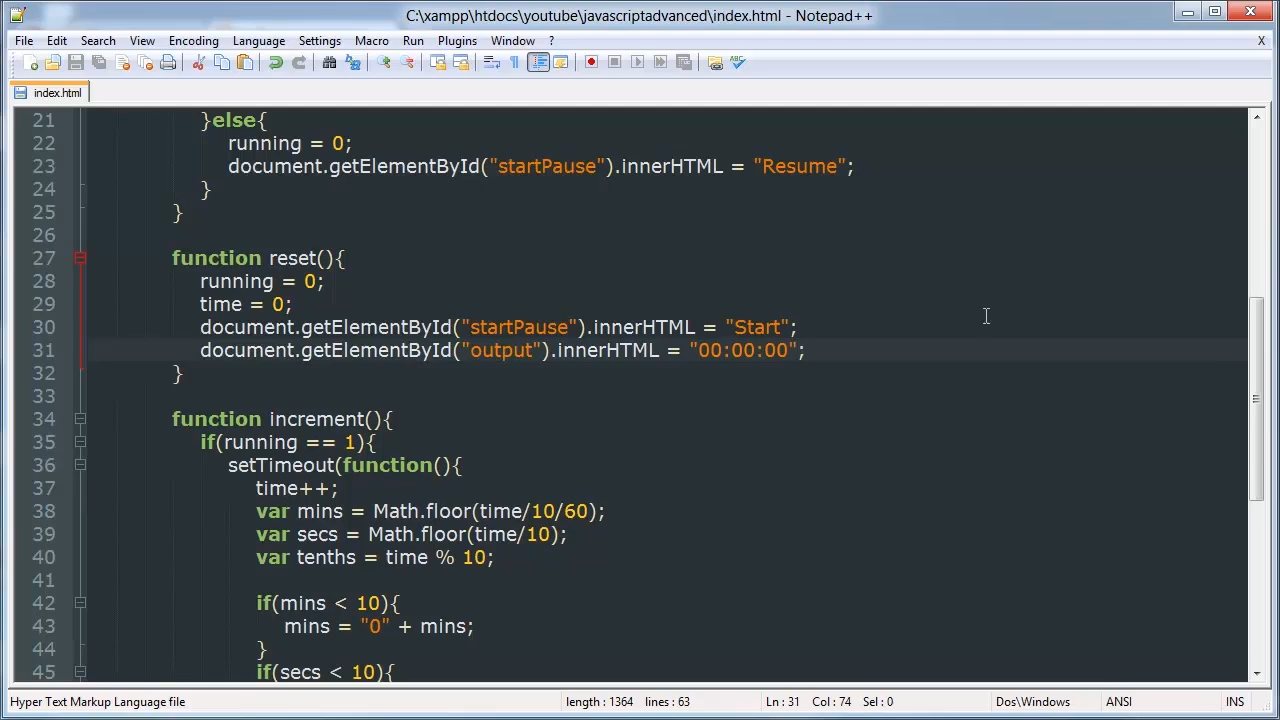 C:\xampp\htdocs\youtube\javascriptadvanced\index.html - Notepad++
File Edit Search View Encoding Language Settings Macro Run Plugins Window ? X
index.html
21 }else{
22 running = 0;
23 document.getElementById("startPause").innerHTML = "Resume";
24 }
25 }
26
27 function reset(){
28 running = 0;
29 time = 0;
30 document.getElementById("startPause").innerHTML = "Start";
31 document.getElementById("output").innerHTML = "00:00:00";
32 }
33
34 function increment(){
35 if(running == 1){
36 setTimeout(function(){
37 time++;
38 var mins = Math.floor(time/10/60);
39 var secs = Math.floor(time/10);
40 var tenths = time % 10;
41
42 if(mins < 10){
43 mins = "0" + mins;
44 }
45 if(secs < 10){
Hyper Text Markup Language file length : 1364 lines : 63 Ln : 31 Col : 74 Sel : 0 Dos\Windows ANSI INS